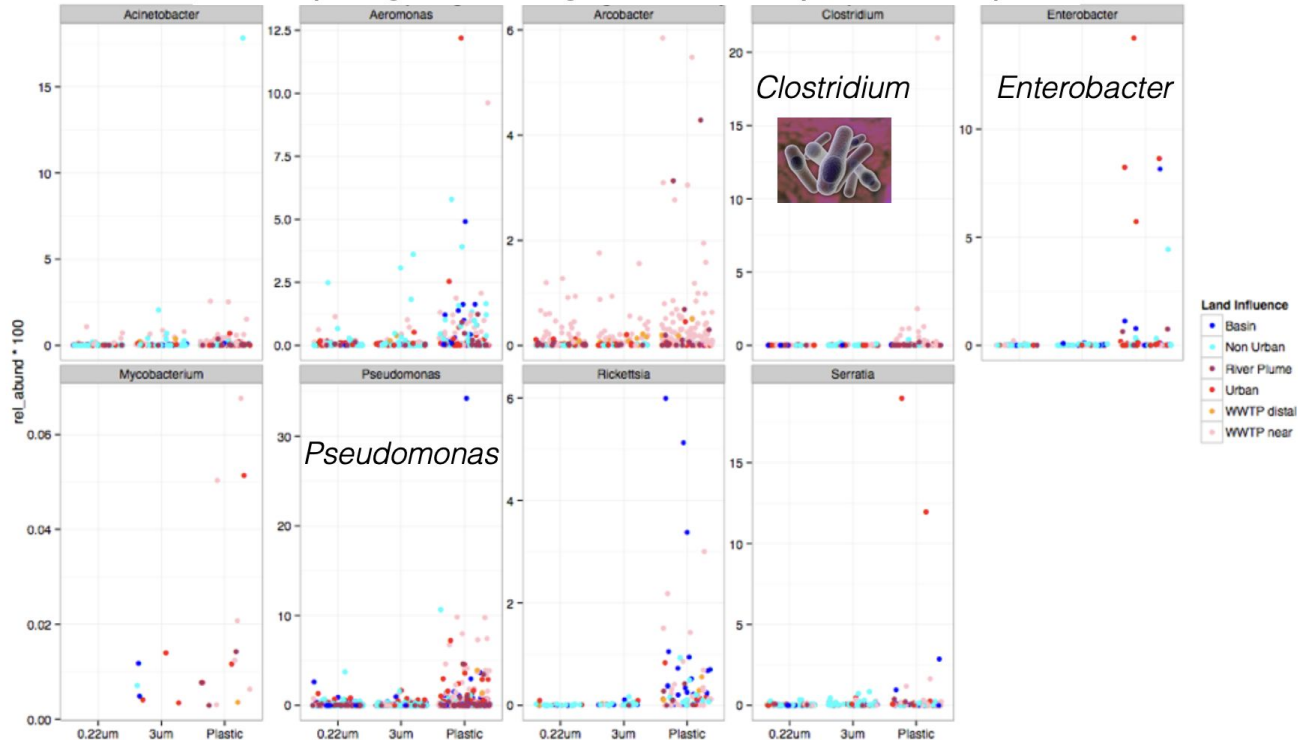 Acinetobacter Aeromonas Arcobacter Clostridium Enterobacter
15
10
5
0
12.5
10.0
7.5
5.0
2.5
0.0
6
4
2
0
20
15
10
5
0
10
5
0
Clostridium
Enterobacter
rel_abund * 100
Land Influence
Basin
Non Urban
River Plume
Urban
WWTP distal
WWTP near
Mycobacterium Pseudomonas Rickettsia Serratia
0.06
0.04
0.02
0.00
30
20
10
0
6
4
2
0
15
10
5
0
Pseudomonas
0.22um 3um Plastic 0.22um 3um Plastic 0.22um 3um Plastic 0.22um 3um Plastic